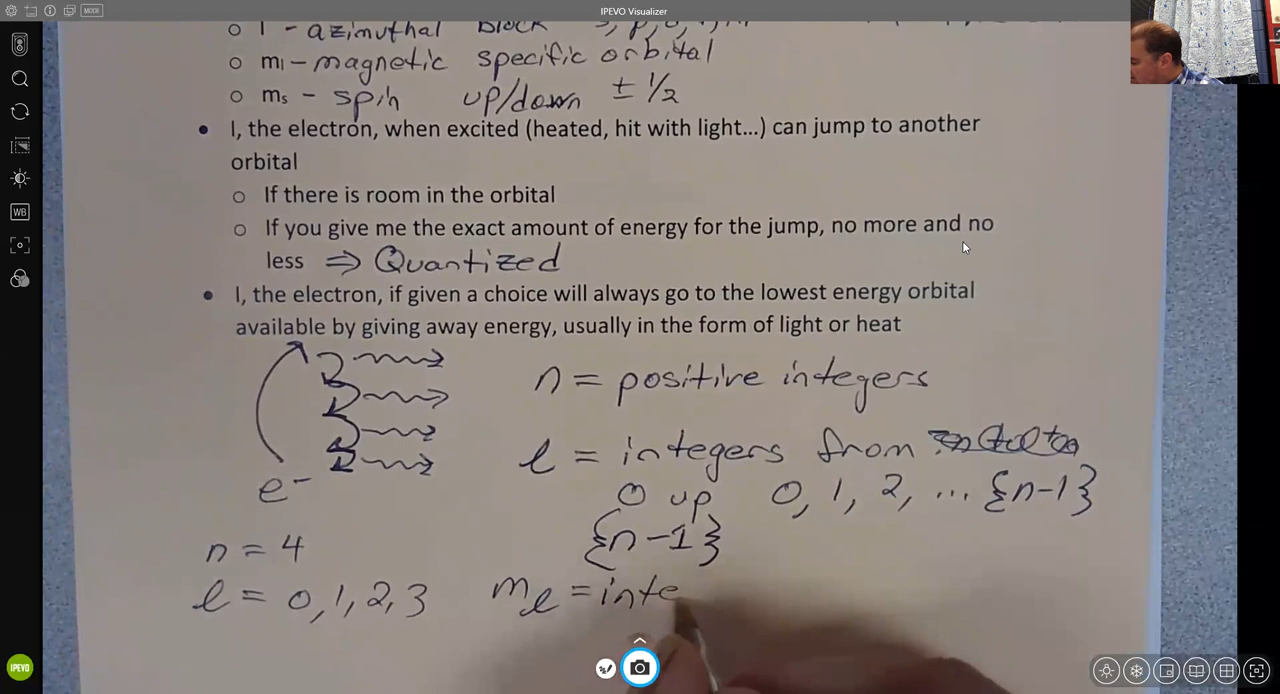 IPEVO Visualizer
MODE
WB
o l - azimuthal block s, p, d, f
o ml - magnetic specific orbital
o ms - spin up/down ± 1/2
• I, the electron, when excited (heated, hit with light...) can jump to another
orbital
o If there is room in the orbital
o If you give me the exact amount of energy for the jump, no more and no
less ⇒ Quantized
• I, the electron, if given a choice will always go to the lowest energy orbital
available by giving away energy, usually in the form of light or heat
n = positive integers
l = integers from
e-
0 up 0, 1, 2, ... {n-1}
{n-1}
n = 4
l = 0, 1, 2, 3 ml = inte
IPEVO